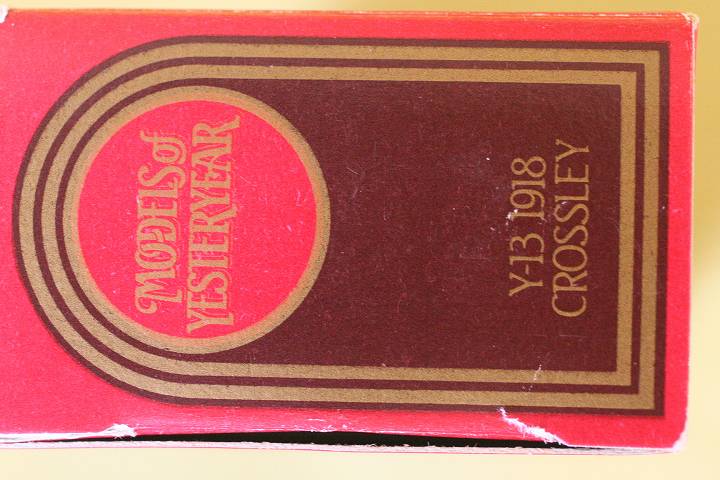 MODELS of
YESTERYEAR
Y-13 1918
CROSSLEY